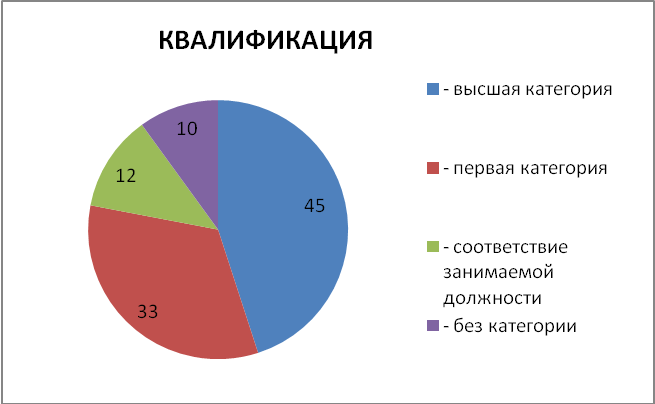 КВАЛИФИКАЦИЯ
10
12
45
33
- высшая категория
- первая категория
- соответствие
занимаемой
должности
- без категории